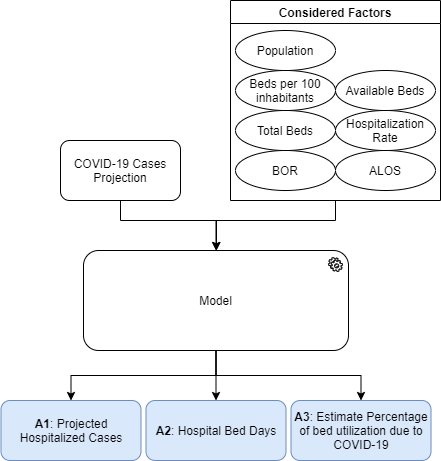 Considered Factors
Population
Beds per 100
inhabitants
Available Beds
Total Beds
Hospitalization
Rate
BOR
ALOS
COVID-19 Cases
Projection
Model
A1: Projected
Hospitalized Cases
A2: Hospital Bed Days
A3: Estimate Percentage
of bed utilization due to
COVID-19